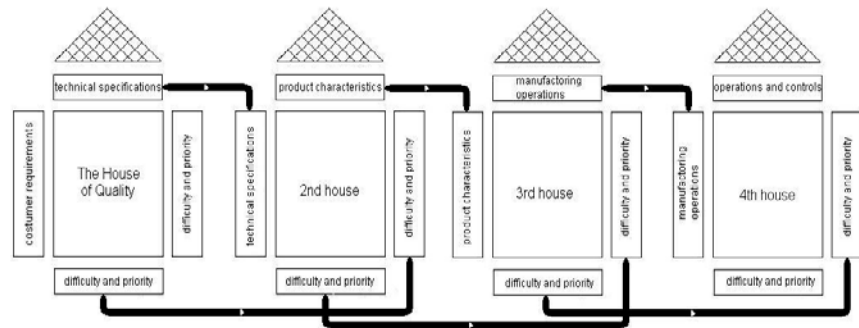 technical specifications
product characteristics
manufactoring
operations
operations and controls
costumer requirements
The House
of Quality
difficulty and priority
technical specifications
2nd house
difficulty and priority
product characteristics
3rd house
difficulty and priority
manufactoring
operations
4th house
difficulty and priority
difficulty and priority
difficulty and priority
difficulty and priority
difficulty and priority